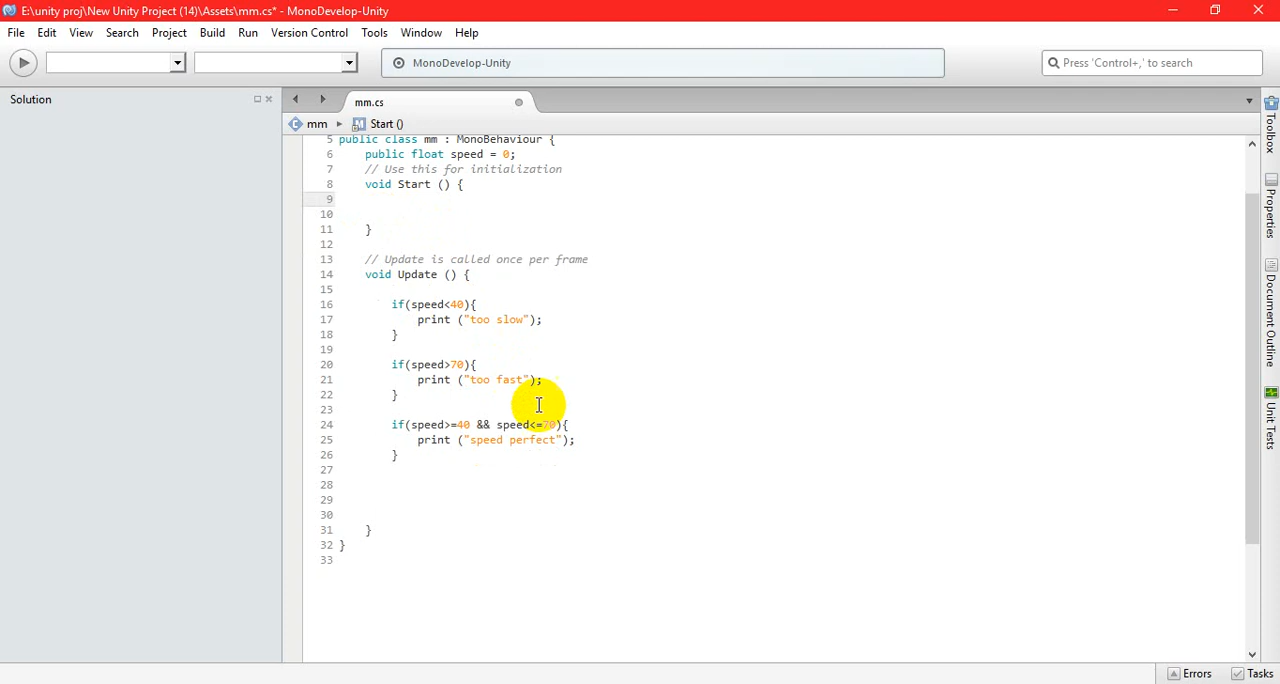 E:\unity proj\New Unity Project (14)\Assets\mm.cs* - MonoDevelop-Unity
File Edit View Search Project Build Run Version Control Tools Window Help
MonoDevelop-Unity
Press 'Control+,' to search
Solution
mm.cs
mm Start ()
5 public class mm : MonoBehaviour {
6 public float speed = 0;
7 // Use this for initialization
8 void Start () {
9
10
11 }
12
13 // Update is called once per frame
14 void Update () {
15
16 if(speed<40){
17 print ("too slow");
18 }
19
20 if(speed>70){
21 print ("too fast");
22 }
23
24 if(speed>=40 && speed<=70){
25 print ("speed perfect");
26 }
27
28
29
30
31 }
32 }
33
Toolbox
Properties
Document Outline
Unit Tests
Errors Tasks